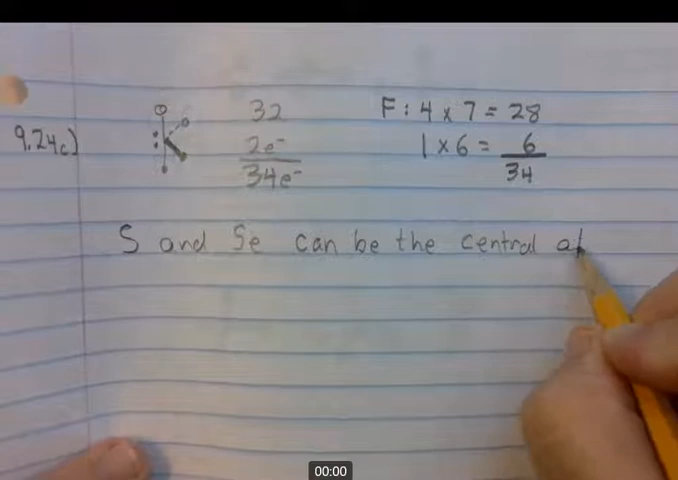 32 F: 4 x 7 = 28
9.24c) 2e⁻ 1 x 6 = 6
34e⁻ 34
S and Se can be the central at
00:00